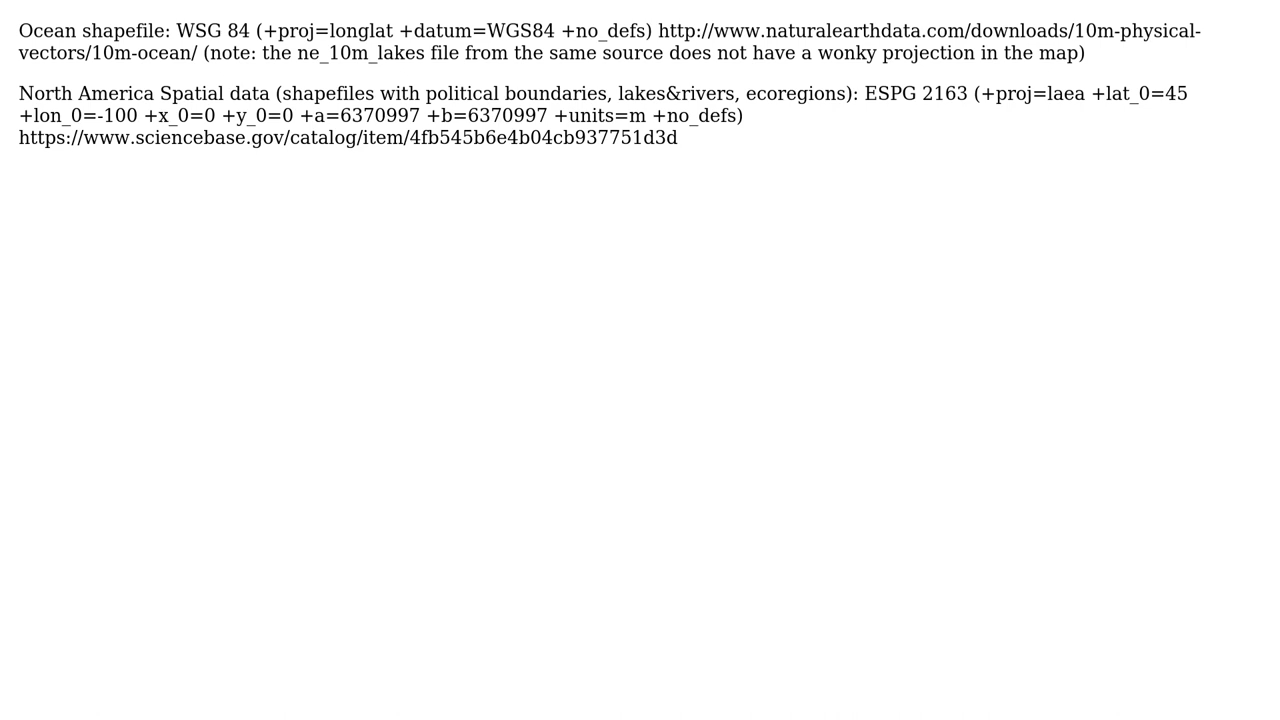 Ocean shapefile: WSG 84 (+proj=longlat +datum=WGS84 +no_defs) http://www.naturalearthdata.com/downloads/10m-physical-
vectors/10m-ocean/ (note: the ne_10m_lakes file from the same source does not have a wonky projection in the map)
North America Spatial data (shapefiles with political boundaries, lakes&rivers, ecoregions): ESPG 2163 (+proj=laea +lat_0=45
+lon_0=-100 +x_0=0 +y_0=0 +a=6370997 +b=6370997 +units=m +no_defs)
https://www.sciencebase.gov/catalog/item/4fb545b6e4b04cb937751d3d